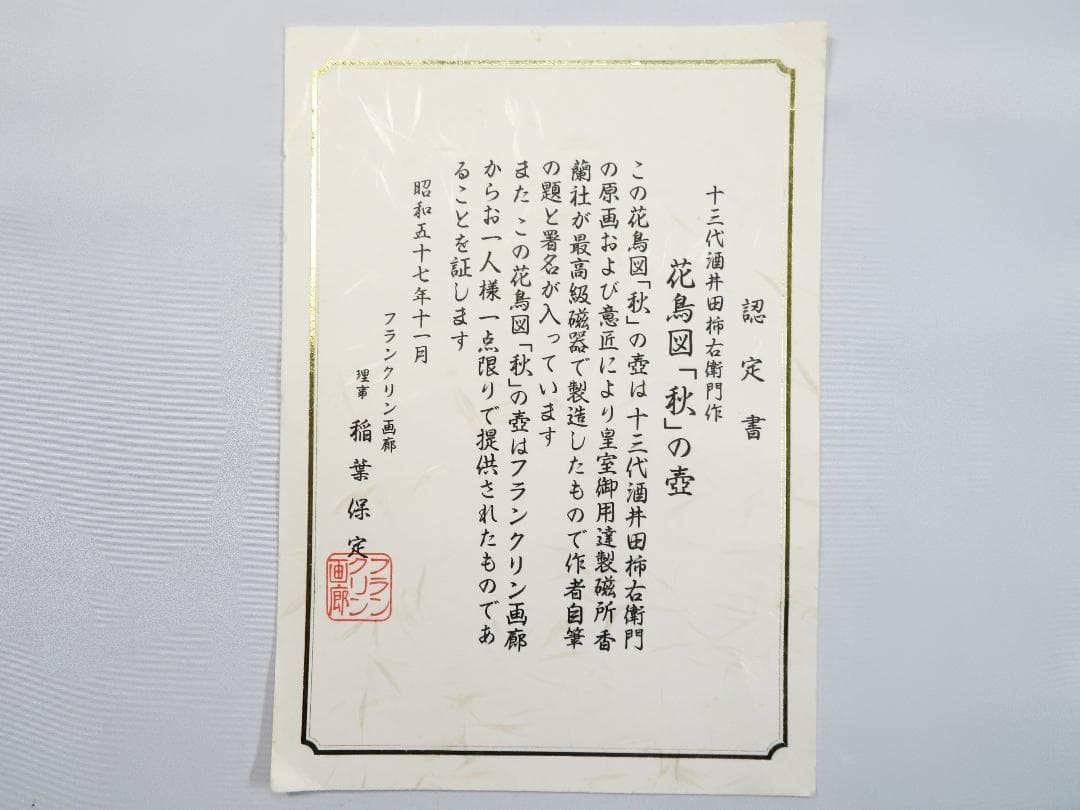 認定書
十三代酒井田柿右衛門作
花鳥図「秋」の壺
この花鳥図「秋」の壺は十三代酒井田柿右衛門
の原画および意匠により皇室御用達製磁所香
蘭社が最高級磁器で製造したもので作者自筆
の題と署名が入っています
また この花鳥図「秋」の壺はフランクリン画廊
からお一人様一点限りで提供されたものであ
ることを証します
昭和五十七年十一月
フランクリン画廊
理事 稲葉保定
フラン
クリン
画廊